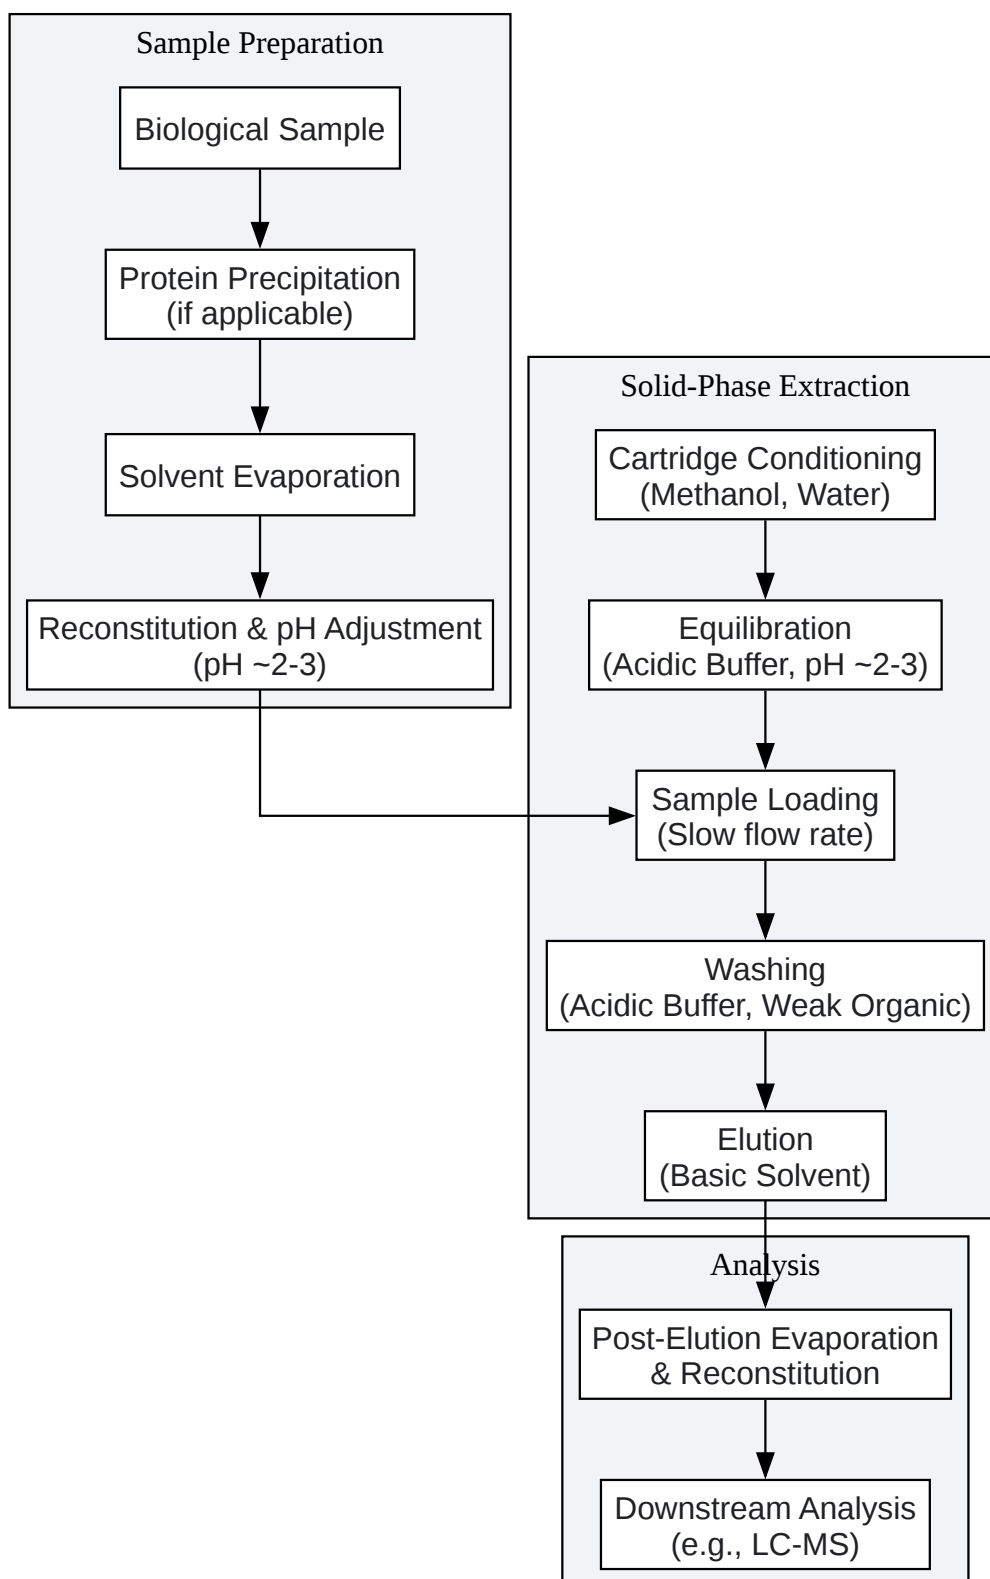 Sample Preparation
Biological Sample
Protein Precipitation
(if applicable)
Solvent Evaporation
Reconstitution & pH Adjustment
(pH ~2-3)
Solid-Phase Extraction
Cartridge Conditioning
(Methanol, Water)
Equilibration
(Acidic Buffer, pH ~2-3)
Sample Loading
(Slow flow rate)
Washing
(Acidic Buffer, Weak Organic)
Elution
(Basic Solvent)
Analysis
Post-Elution Evaporation
& Reconstitution
Downstream Analysis
(e.g., LC-MS)